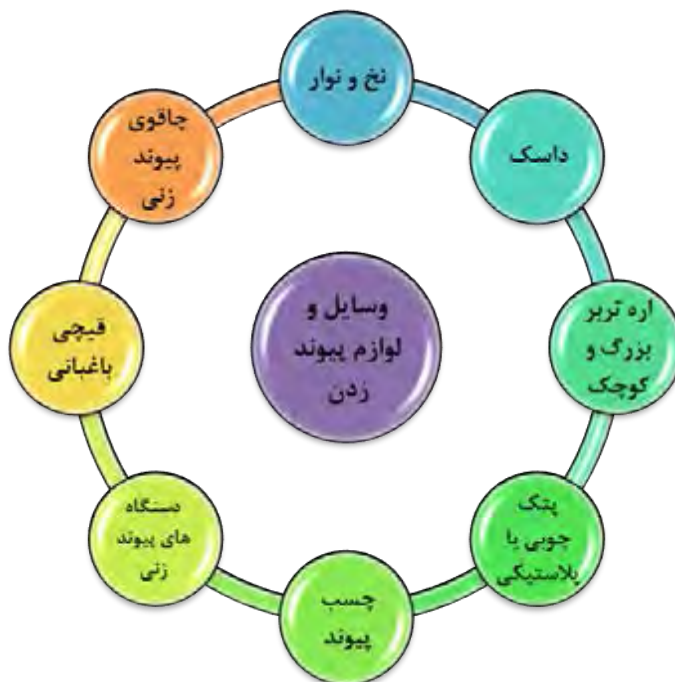 وسایل و
لوازم پیوند
زدن
نخ و نوار
داسک
اره تربر
بزرگ و
کوچک
پتک
چوبی یا
پلاستیکی
چسب
پیوند
دستگاه
های پیوند
زنی
قیچی
باغبانی
چاقوی
پیوند
زنی